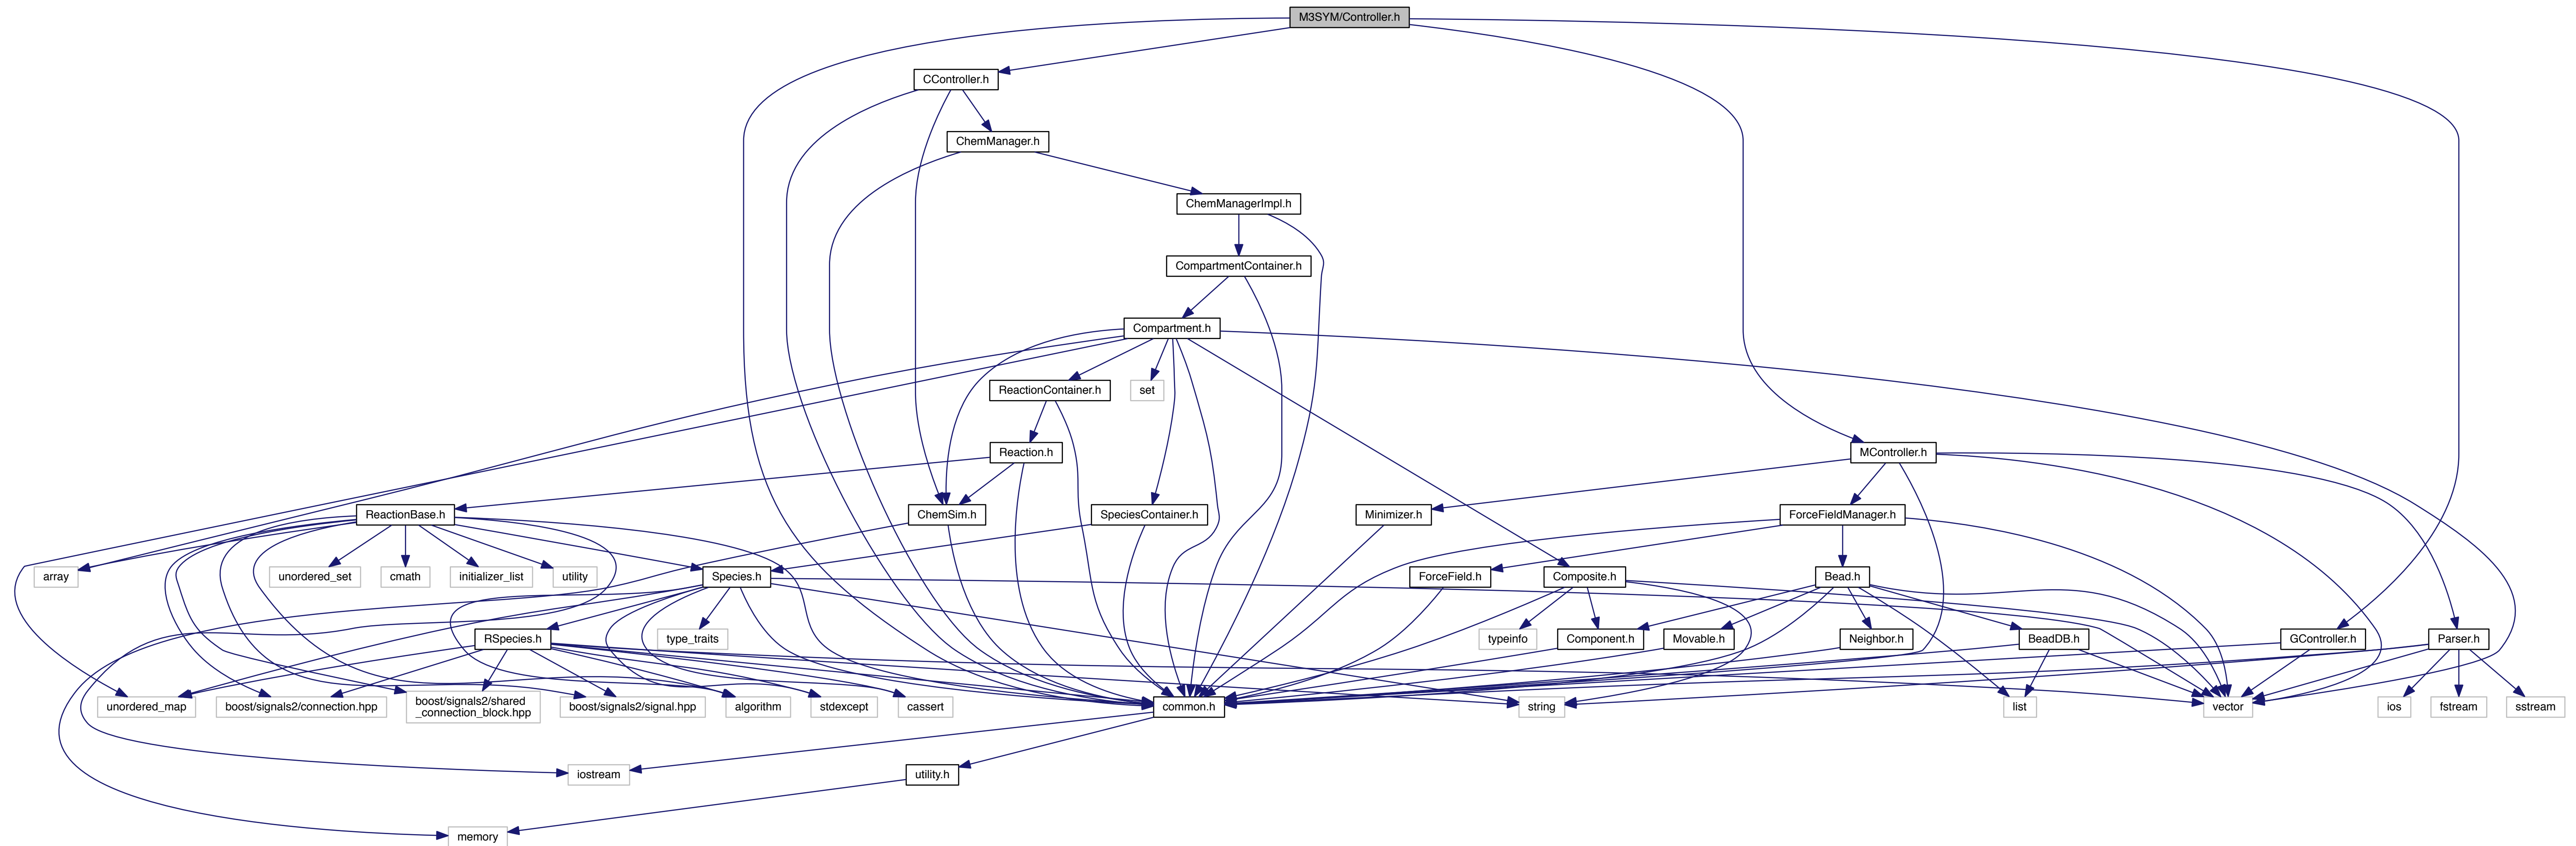 M3SYM/Controller.h
CController.h
ChemManager.h
ChemManagerImpl.h
CompartmentContainer.h
Compartment.h
ReactionContainer.h
set
Reaction.h
MController.h
ReactionBase.h
ChemSim.h
SpeciesContainer.h
Minimizer.h
ForceFieldManager.h
array
unordered_set
cmath
initializer_list
utility
Species.h
ForceField.h
Composite.h
Bead.h
RSpecies.h
type_traits
typeinfo
Component.h
Movable.h
Neighbor.h
BeadDB.h
GController.h
Parser.h
unordered_map
boost/signals2/connection.hpp
boost/signals2/shared
_connection_block.hpp
boost/signals2/signal.hpp
algorithm
stdexcept
cassert
common.h
string
list
vector
ios
fstream
sstream
iostream
utility.h
memory